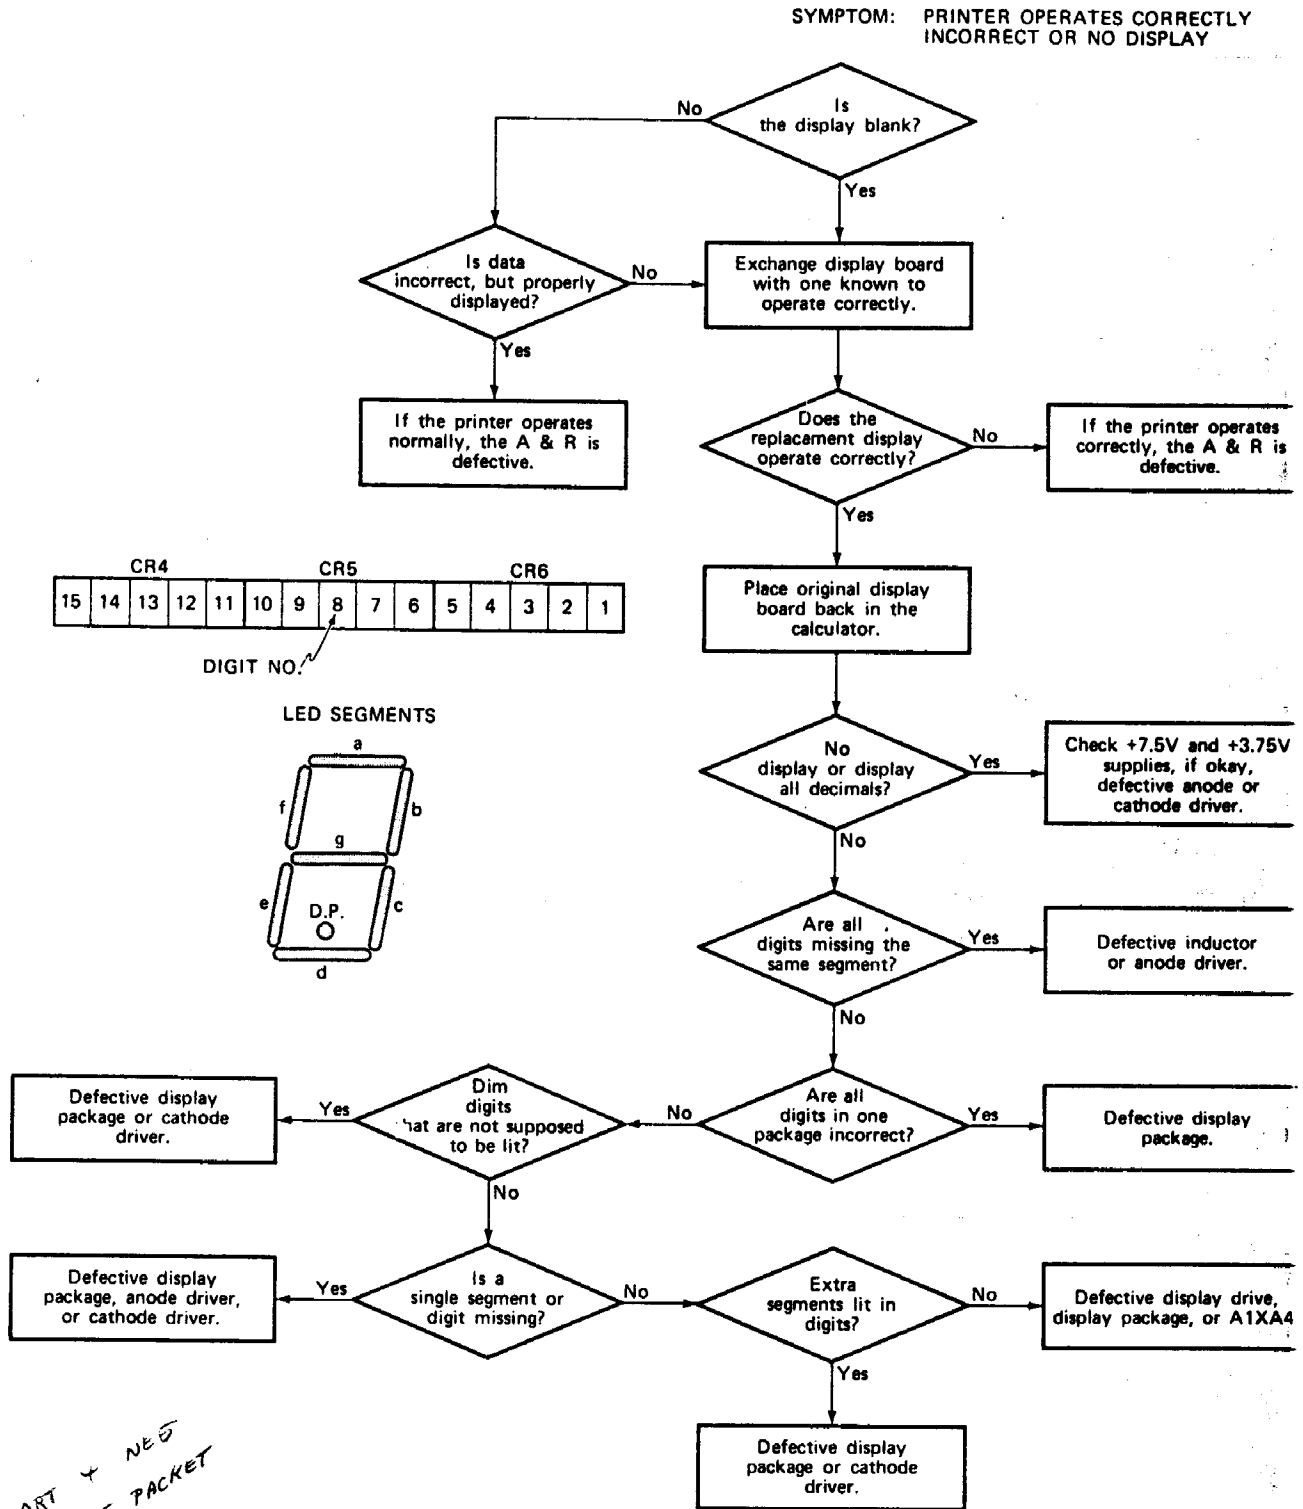 SYMPTOM: PRINTER OPERATES CORRECTLY
INCORRECT OR NO DISPLAY
Is
the display blank?
No
Yes
Is data
incorrect, but properly
displayed?
No
Yes
Exchange display board
with one known to
operate correctly.
If the printer operates
normally, the A & R is
defective.
Does the
replacement display
operate correctly?
No
Yes
If the printer operates
correctly, the A & R is
defective.
CR4 CR5 CR6
15 14 13 12 11 10 9 8 7 6 5 4 3 2 1
DIGIT NO.
Place original display
board back in the
calculator.
LED SEGMENTS
a
f
b
g
e
D.P.
c
d
No
display or display
all decimals?
Yes
No
Check +7.5V and +3.75V
supplies, if okay,
defective anode or
cathode driver.
Are all
digits missing the
same segment?
Yes
No
Defective inductor
or anode driver.
Are all
digits in one
package incorrect?
Yes
No
Defective display
package.
Dim
digits
hat are not supposed
to be lit?
Yes
No
Defective display
package or cathode
driver.
Is a
single segment or
digit missing?
Yes
No
Defective display
package, anode driver,
or cathode driver.
Extra
segments lit in
digits?
No
Yes
Defective display drive,
display package, or A1XA4
Defective display
package or cathode
driver.
PACKET